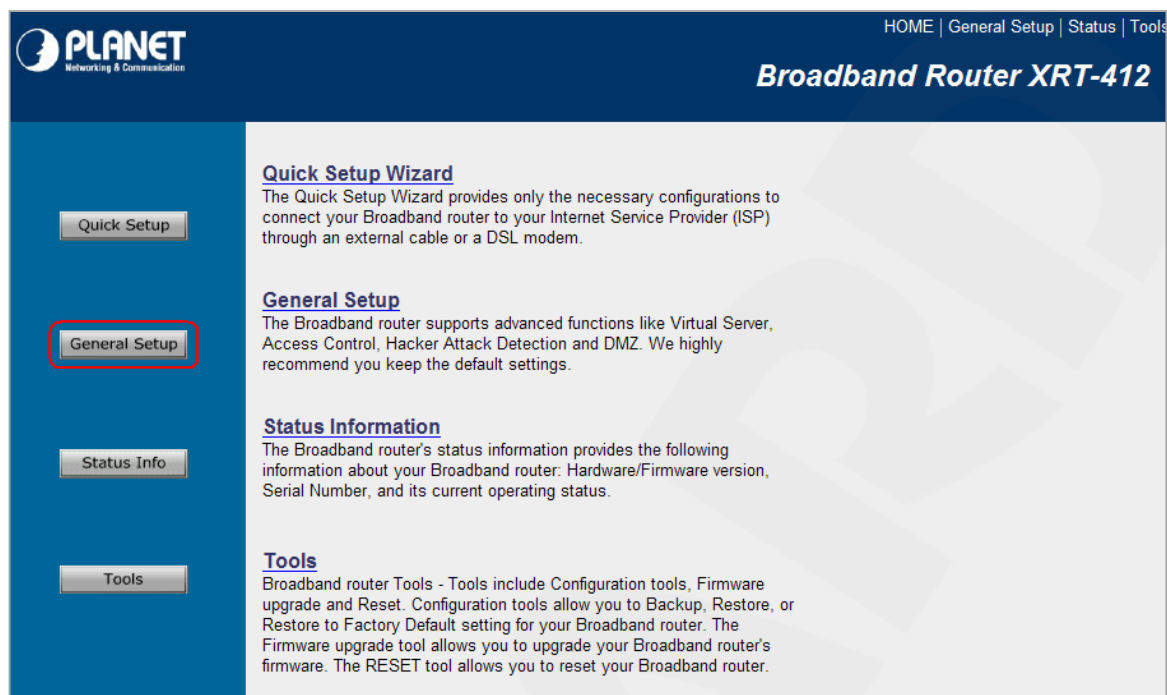 PLANET
Networking & Communication
HOME | General Setup | Status | Tools
Broadband Router XRT-412
Quick Setup
Quick Setup Wizard
The Quick Setup Wizard provides only the necessary configurations to
connect your Broadband router to your Internet Service Provider (ISP)
through an external cable or a DSL modem.
General Setup
General Setup
The Broadband router supports advanced functions like Virtual Server,
Access Control, Hacker Attack Detection and DMZ. We highly
recommend you keep the default settings.
Status Info
Status Information
The Broadband router's status information provides the following
information about your Broadband router: Hardware/Firmware version,
Serial Number, and its current operating status.
Tools
Tools
Broadband router Tools - Tools include Configuration tools, Firmware
upgrade and Reset. Configuration tools allow you to Backup, Restore, or
Restore to Factory Default setting for your Broadband router. The
Firmware upgrade tool allows you to upgrade your Broadband router's
firmware. The RESET tool allows you to reset your Broadband router.